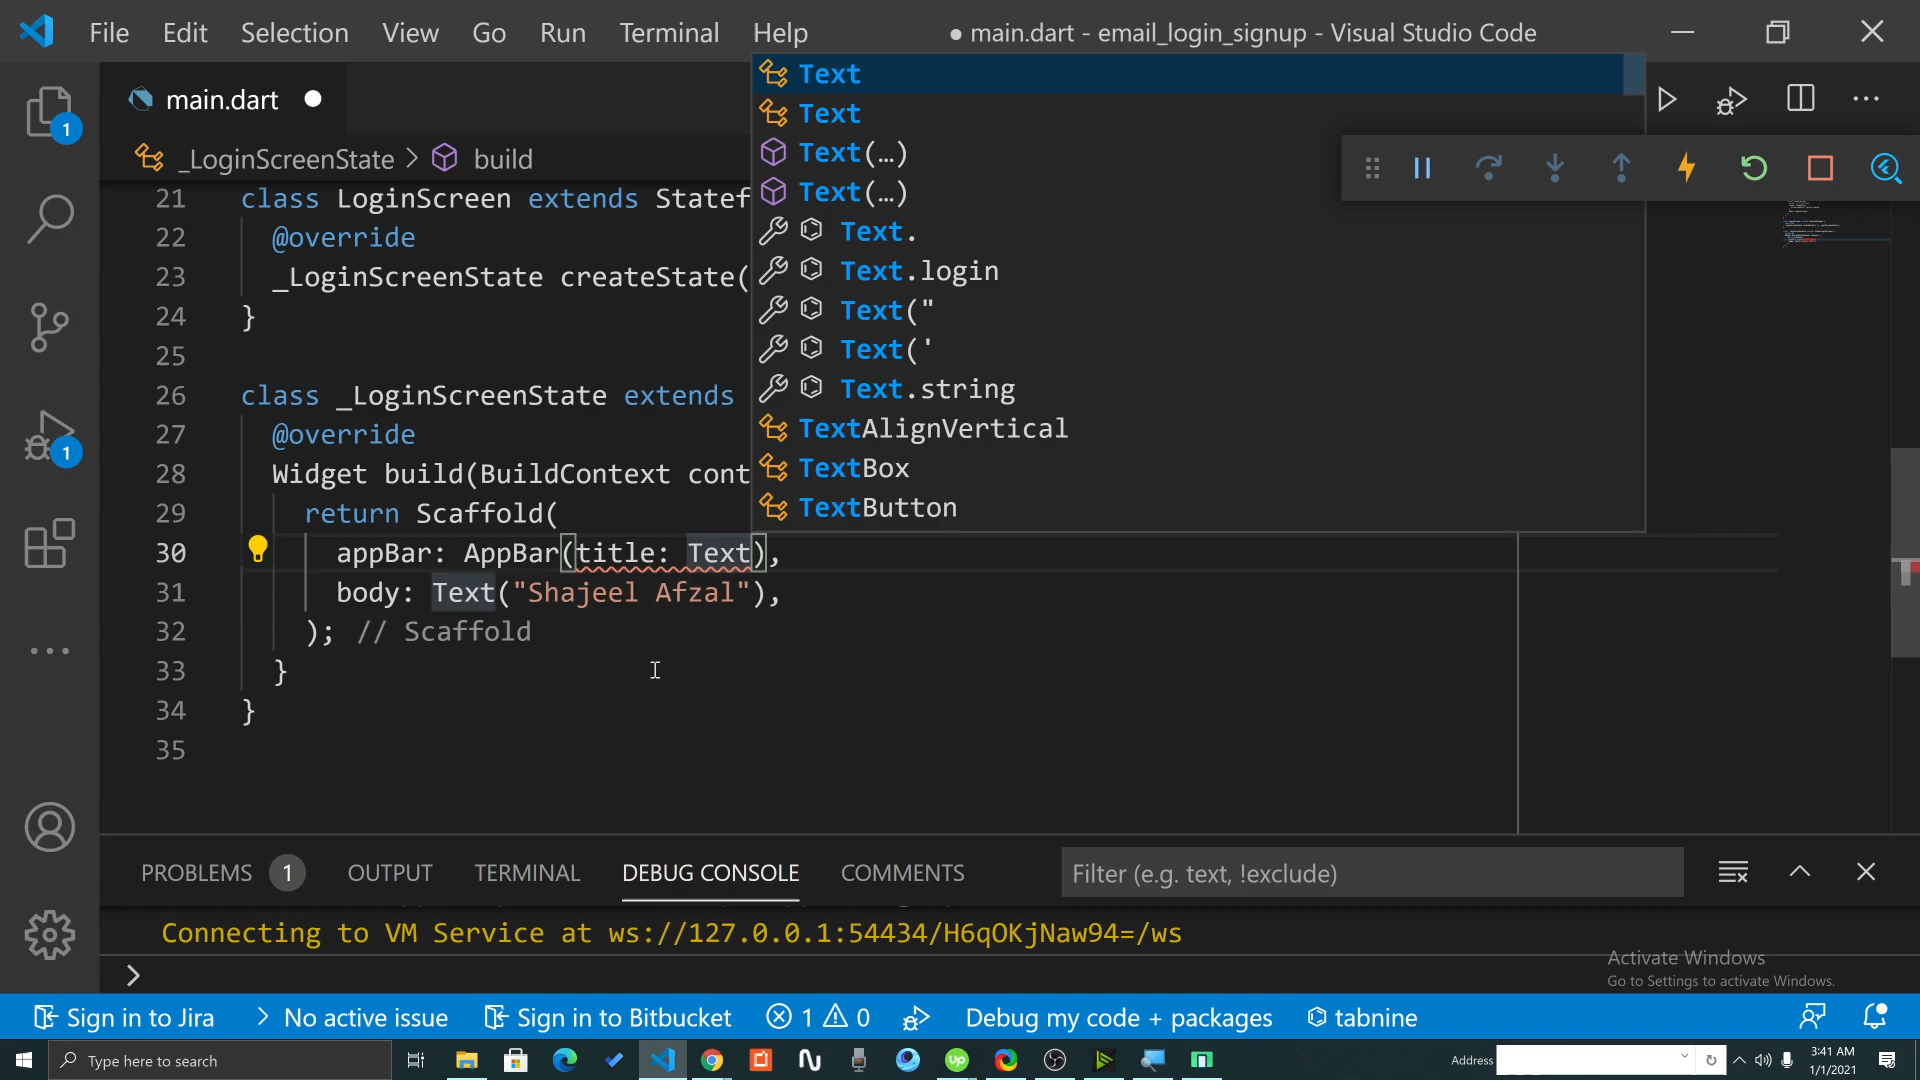 File Edit Selection View Go Run Terminal Help
● main.dart - email_login_signup - Visual Studio Code
main.dart
_LoginScreenState > build
21 class LoginScreen extends Statef
22 @override
23 _LoginScreenState createState(
24 }
25
26 class _LoginScreenState extends
27 @override
28 Widget build(BuildContext cont
29 return Scaffold(
30 appBar: AppBar(title: Text),
31 body: Text("Shajeel Afzal"),
32 ); // Scaffold
33 }
34 }
35
Text
Text
Text(…)
Text(…)
Text.
Text.login
Text("
Text('
Text.string
TextAlignVertical
TextBox
TextButton
1
1
PROBLEMS 1 OUTPUT TERMINAL DEBUG CONSOLE COMMENTS
Filter (e.g. text, !exclude)
Connecting to VM Service at ws://127.0.0.1:54434/H6qOKjNaw94=/ws
>
Activate Windows
Go to Settings to activate Windows.
Sign in to Jira > No active issue Sign in to Bitbucket 1 0 Debug my code + packages tabnine
Type here to search
Up
Address
3:41 AM
1/1/2021